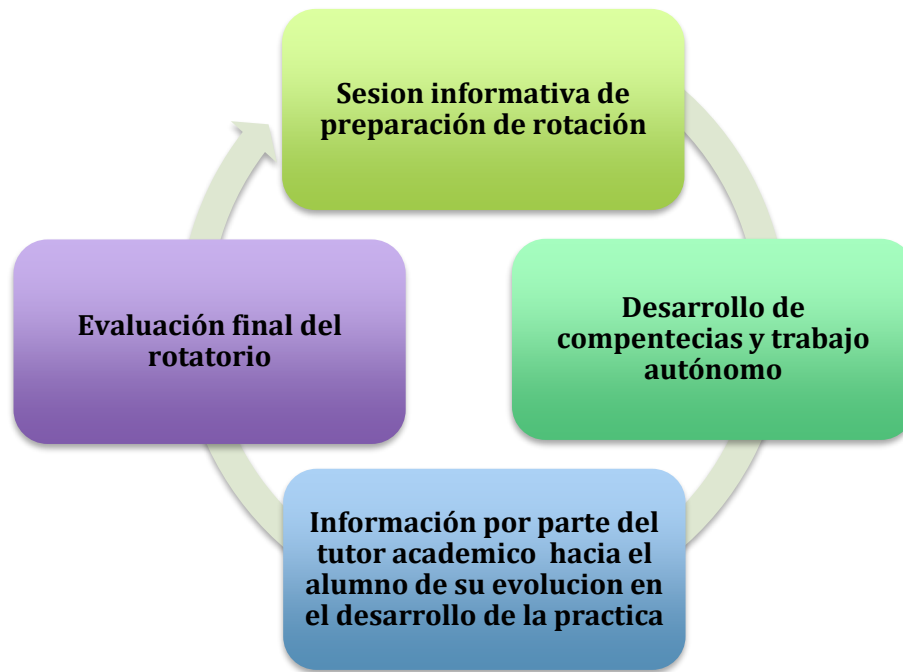 Sesion informativa de
preparación de rotación
Desarrollo de
compentecias y trabajo
autónomo
Información por parte del
tutor academico  hacia el
alumno de su evolucion en
el desarrollo de la practica
Evaluación final del
rotatorio